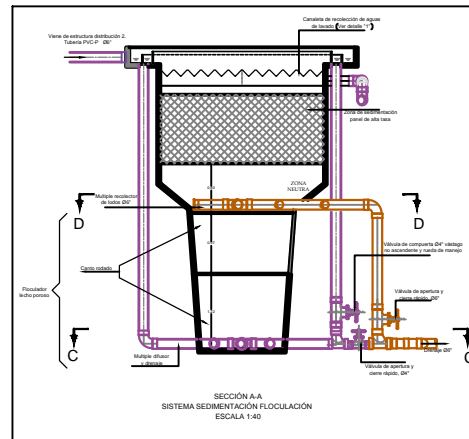 Canaleta de recolección de aguas
de lavado (Ver detalle "1")
Viene de estructura distribución 2.
Tubería PVC-P Ø6"
Zona de sedimentación
panel de alta tasa
ZONA
NEUTRA
Multiple recolector
de lodos Ø6"
D
D
Válvula de compuerta Ø4" vástago
no ascendente y rueda de manejo
Canto rodado
Floculador
lecho poroso
Válvula de apertura y
cierre rápido, Ø6"
C
C
Drenaje Ø6"
Multiple difusor
y drenaje
Válvula de apertura y
cierre rápido, Ø4"
SECCIÓN A-A
SISTEMA SEDIMENTACIÓN FLOCULACIÓN
ESCALA 1:40